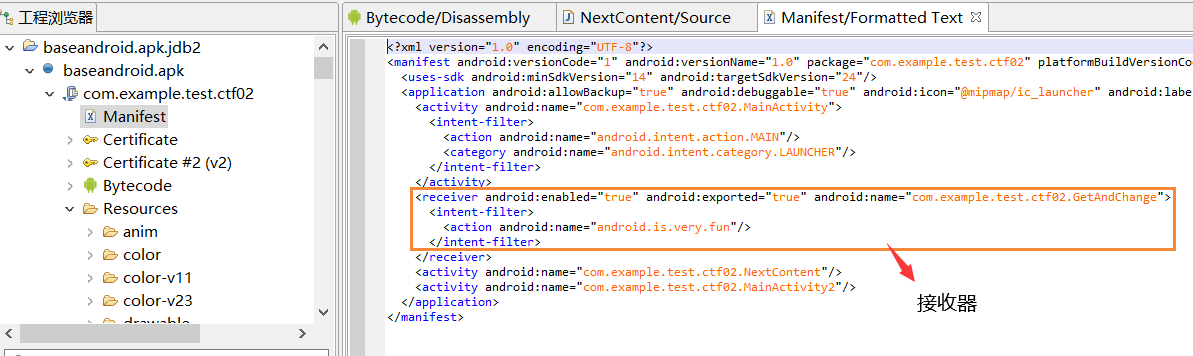 工程浏览器
baseandroid.apk.jdb2
baseandroid.apk
com.example.test.ctf02
Manifest
Certificate
Certificate #2 (v2)
Bytecode
Resources
anim
color
color-v11
color-v23
drawable
Bytecode/Disassembly
NextContent/Source
Manifest/Formatted Text
<?xml version="1.0" encoding="UTF-8"?>
<manifest android:versionCode="1" android:versionName="1.0" package="com.example.test.ctf02" platformBuildVersionCo
<uses-sdk android:minSdkVersion="14" android:targetSdkVersion="24"/>
<application android:allowBackup="true" android:debuggable="true" android:icon="@mipmap/ic_launcher" android:labe
<activity android:name="com.example.test.ctf02.MainActivity">
<intent-filter>
<action android:name="android.intent.action.MAIN"/>
<category android:name="android.intent.category.LAUNCHER"/>
</intent-filter>
</activity>
<receiver android:enabled="true" android:exported="true" android:name="com.example.test.ctf02.GetAndChange">
<intent-filter>
<action android:name="android.is.very.fun"/>
</intent-filter>
</receiver>
<activity android:name="com.example.test.ctf02.NextContent"/>
<activity android:name="com.example.test.ctf02.MainActivity2"/>
</application>
</manifest>
接收器